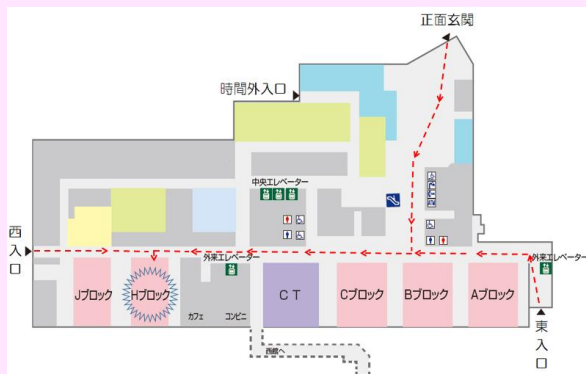 正面玄関
時間外入口
中央エレベーター
西入口
外来エレベーター
外来エレベーター
Jブロック
Hブロック
カフェ
コンビニ
CT
Cブロック
Bブロック
Aブロック
西館へ
東入口